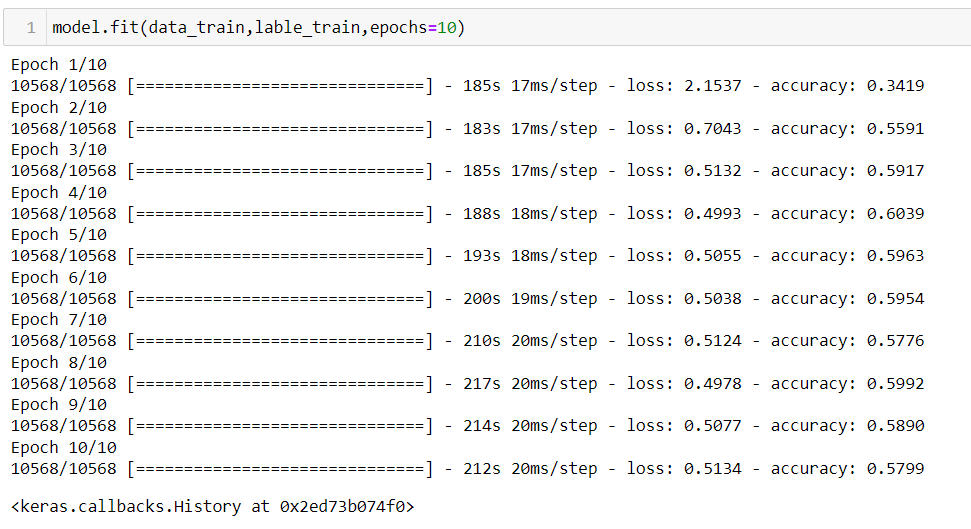 1 model.fit(data_train,lable_train,epochs=10)
Epoch 1/10
10568/10568 [==============================] - 185s 17ms/step - loss: 2.1537 - accuracy: 0.3419
Epoch 2/10
10568/10568 [==============================] - 183s 17ms/step - loss: 0.7043 - accuracy: 0.5591
Epoch 3/10
10568/10568 [==============================] - 185s 17ms/step - loss: 0.5132 - accuracy: 0.5917
Epoch 4/10
10568/10568 [==============================] - 188s 18ms/step - loss: 0.4993 - accuracy: 0.6039
Epoch 5/10
10568/10568 [==============================] - 193s 18ms/step - loss: 0.5055 - accuracy: 0.5963
Epoch 6/10
10568/10568 [==============================] - 200s 19ms/step - loss: 0.5038 - accuracy: 0.5954
Epoch 7/10
10568/10568 [==============================] - 210s 20ms/step - loss: 0.5124 - accuracy: 0.5776
Epoch 8/10
10568/10568 [==============================] - 217s 20ms/step - loss: 0.4978 - accuracy: 0.5992
Epoch 9/10
10568/10568 [==============================] - 214s 20ms/step - loss: 0.5077 - accuracy: 0.5890
Epoch 10/10
10568/10568 [==============================] - 212s 20ms/step - loss: 0.5134 - accuracy: 0.5799
<keras.callbacks.History at 0x2ed73b074f0>